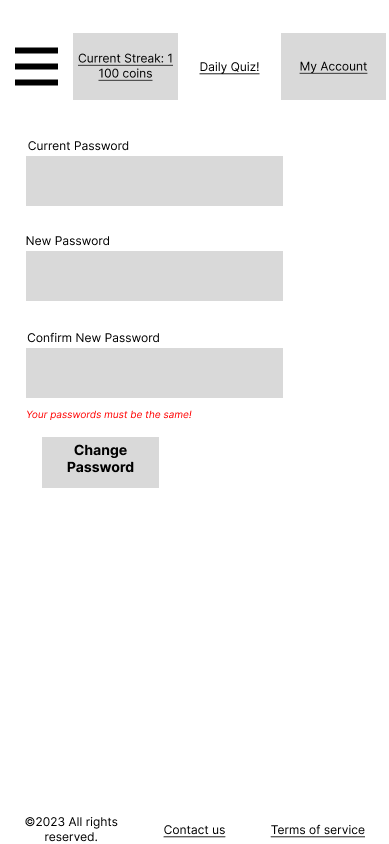 Current Streak: 1
100 coins
Daily Quiz!
My Account
Current Password
New Password
Confirm New Password
Your passwords must be the same!
Change
Password
©2023 All rights
reserved.
Contact us
Terms of service